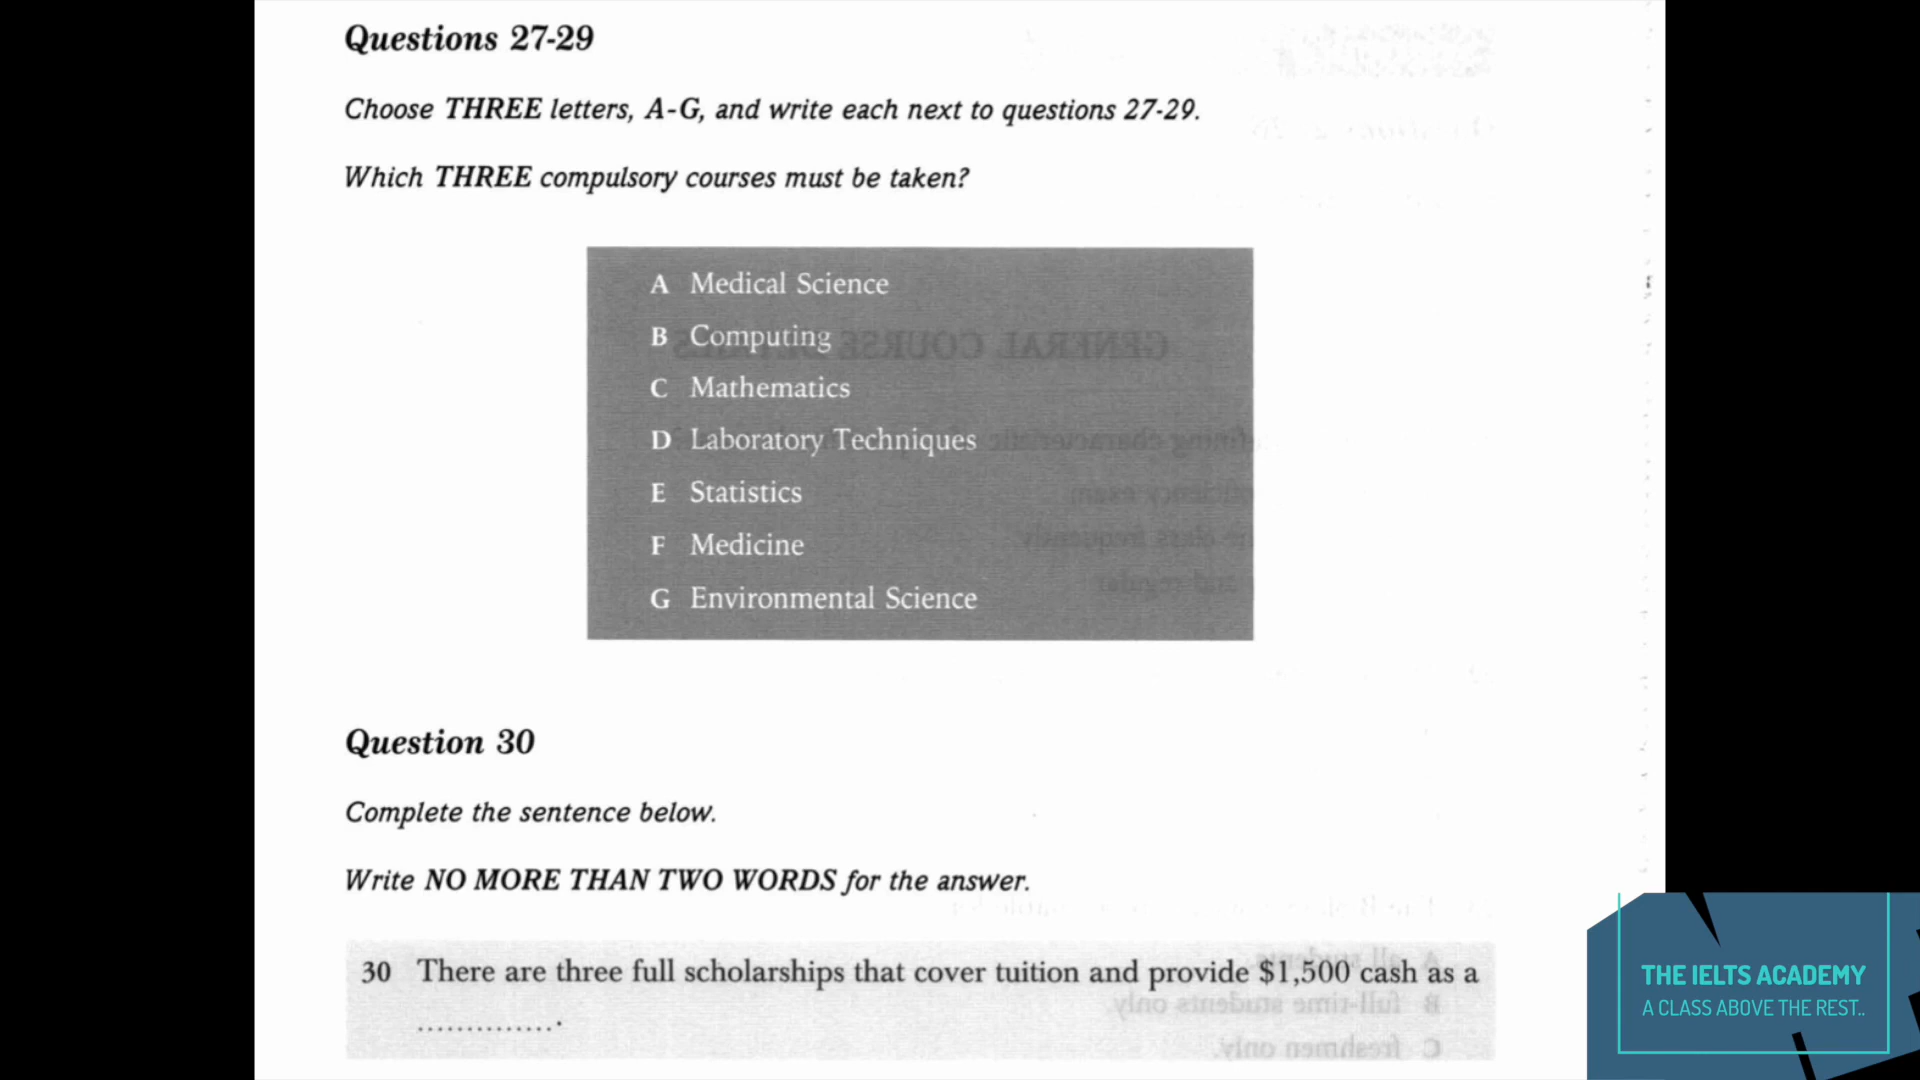 Questions 27-29
Choose THREE letters, A-G, and write each next to questions 27-29.
Which THREE compulsory courses must be taken?
A Medical Science
B Computing
C Mathematics
D Laboratory Techniques
E Statistics
F Medicine
G Environmental Science
Question 30
Complete the sentence below.
Write NO MORE THAN TWO WORDS for the answer.
30 There are three full scholarships that cover tuition and provide $1,500 cash as a
...............
THE IELTS ACADEMY
A CLASS ABOVE THE REST..